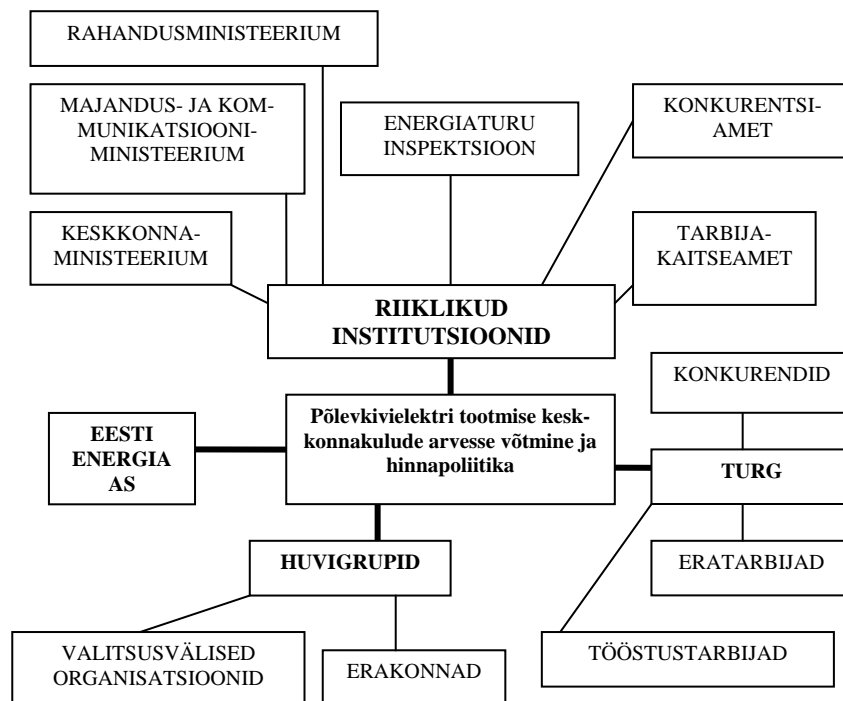 RAHANDUSMINISTEERIUM
MAJANDUS- JA KOM-
MUNIKATSIOONI-
MINISTEERIUM
ENERGIATURU
INSPEKTSIOON
KONKURENTSI-
AMET
KESKKONNA-
MINISTEERIUM
TARBIJA-
KAITSEAMET
RIIKLIKUD
INSTITUTSIOONID
KONKURENDID
EESTI
ENERGIA
AS
Põlevkivielektri tootmise kesk-
konnakulude arvesse võtmine ja
hinnapoliitika
TURG
HUVIGRUPID
ERATARBIJAD
VALITSUSVÄLISED
ORGANISATSIOONID
ERAKONNAD
TÖÖSTUSTARBIJAD